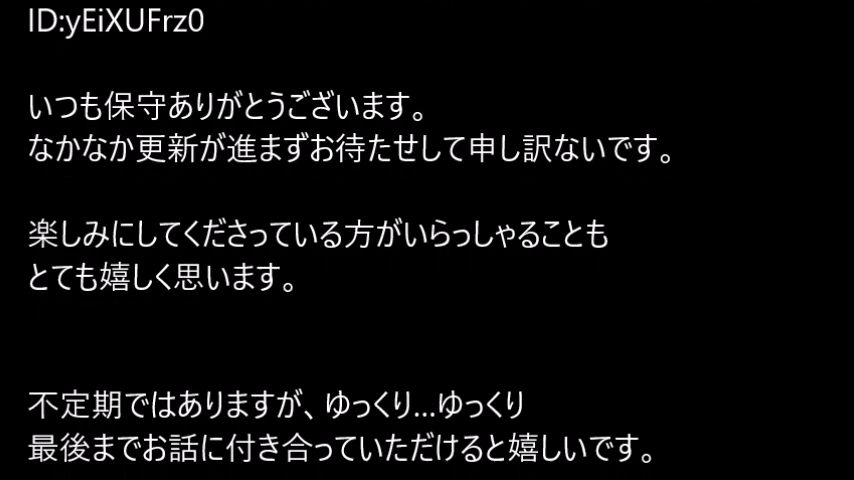 ID:yEiXUFrz0
いつも保守ありがとうございます。
なかなか更新が進まずお待たせして申し訳ないです。
楽しみにしてくださっている方がいらっしゃることも
とても嬉しく思います。
不定期ではありますが、ゆっくり...ゆっくり
最後までお話に付き合っていただけると嬉しいです。